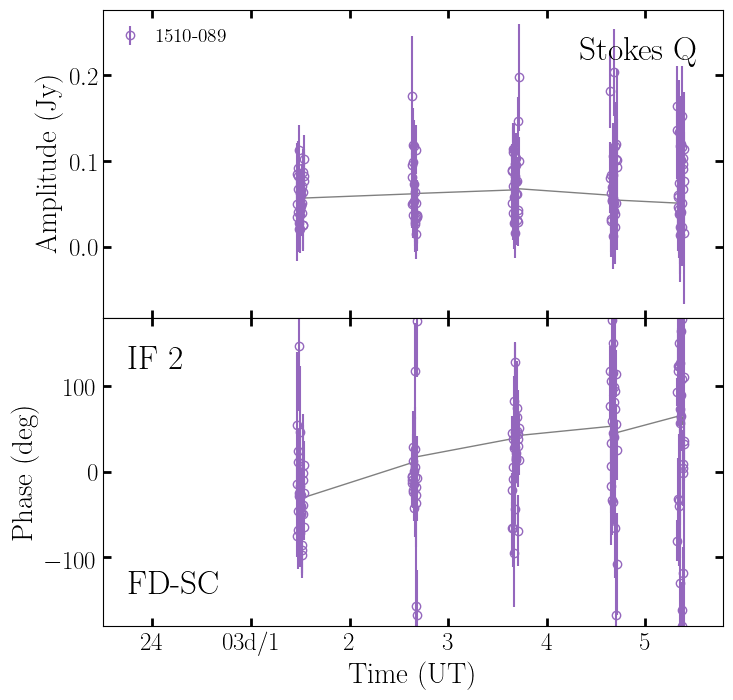 1510-089
Stokes Q
0.2
0.1
0.0
Amplitude (Jy)
IF 2
100
0
−100
Phase (deg)
FD-SC
24 03d/1 2 3 4 5
Time (UT)